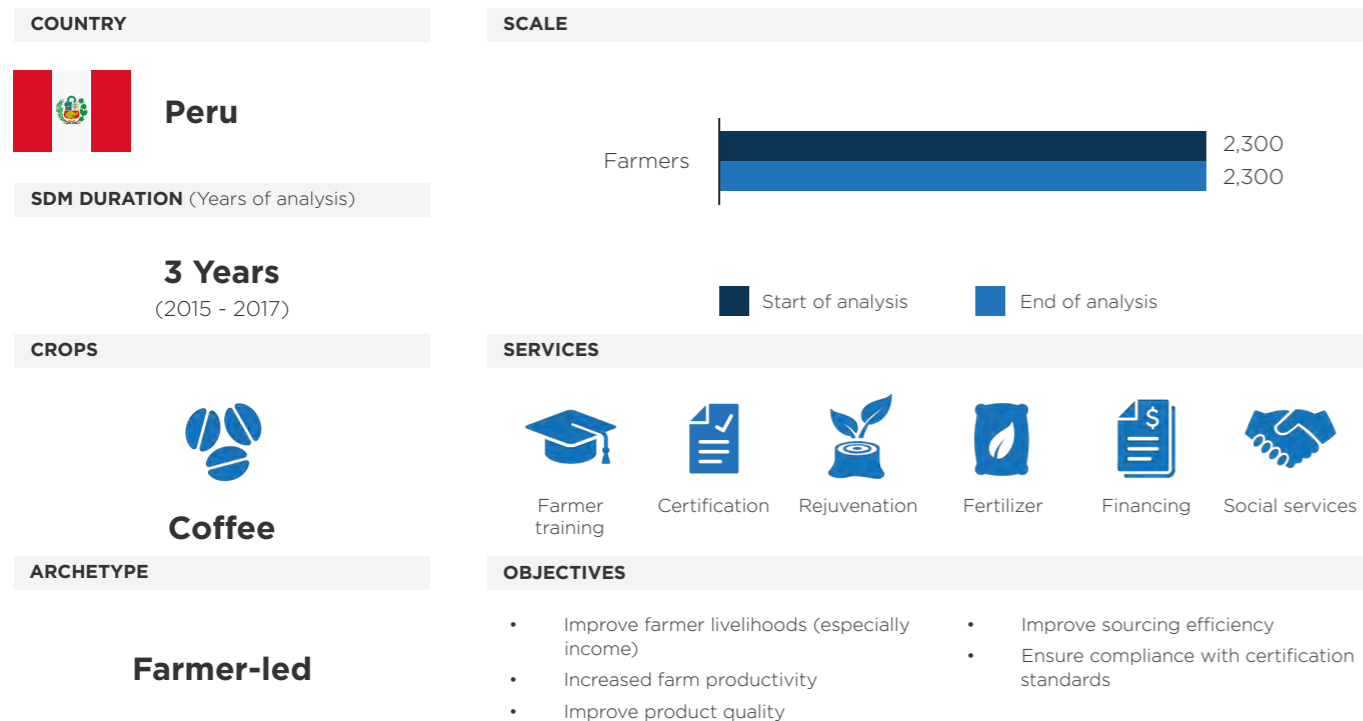 COUNTRY
Peru
SDM DURATION (Years of analysis)
3 Years
(2015 - 2017)
CROPS
Coffee
ARCHETYPE
Farmer-led
SCALE
Farmers
2,300
2,300
Start of analysis
End of analysis
SERVICES
Farmer
training
Certification
Rejuvenation
Fertilizer
$
Financing
Social services
OBJECTIVES
• Improve farmer livelihoods (especially
income)
• Increased farm productivity
• Improve product quality
• Improve sourcing efficiency
• Ensure compliance with certification
standards